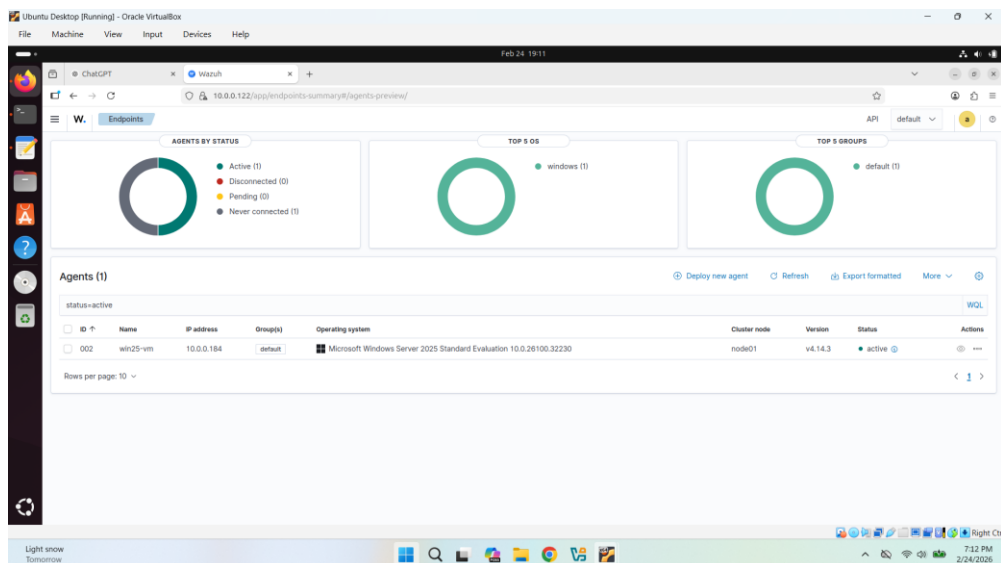 Ubuntu Desktop [Running] - Oracle VirtualBox
File Machine View Input Devices Help
Feb 24 19:11
ChatGPT Wazuh
10.0.0.122/app/endpoints-summary#/agents-preview/
W. Endpoints API default a
AGENTS BY STATUS
Active (1)
Disconnected (0)
Pending (0)
Never connected (1)
TOP 5 OS
windows (1)
TOP 5 GROUPS
default (1)
Agents (1) Deploy new agent Refresh Export formatted More
status=active WQL
ID Name IP address Group(s) Operating system Cluster node Version Status Actions
002 win25-vm 10.0.0.184 default Microsoft Windows Server 2025 Standard Evaluation 10.0.26100.32230 node01 v4.14.3 active
Rows per page: 10 1
Right Ct
Light snow
Tomorrow
7:12 PM
2/24/2026